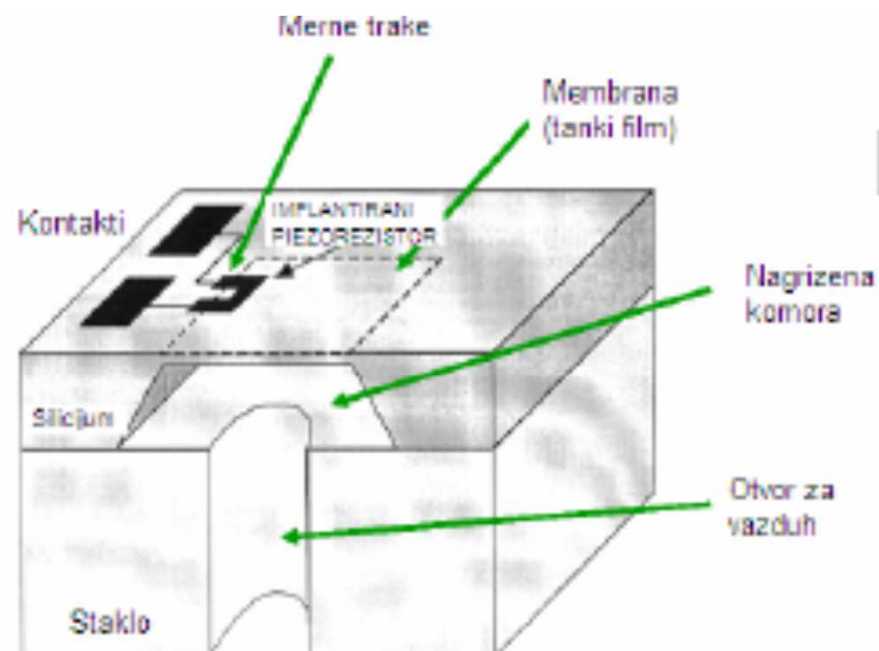 Merne trake
Membrana
(tanki film)
Kontakti
IMPLANTIRANI
PIEZOREZISTOR
Nagrizena
komora
Silicijum
Otvor za
vazduh
Staklo